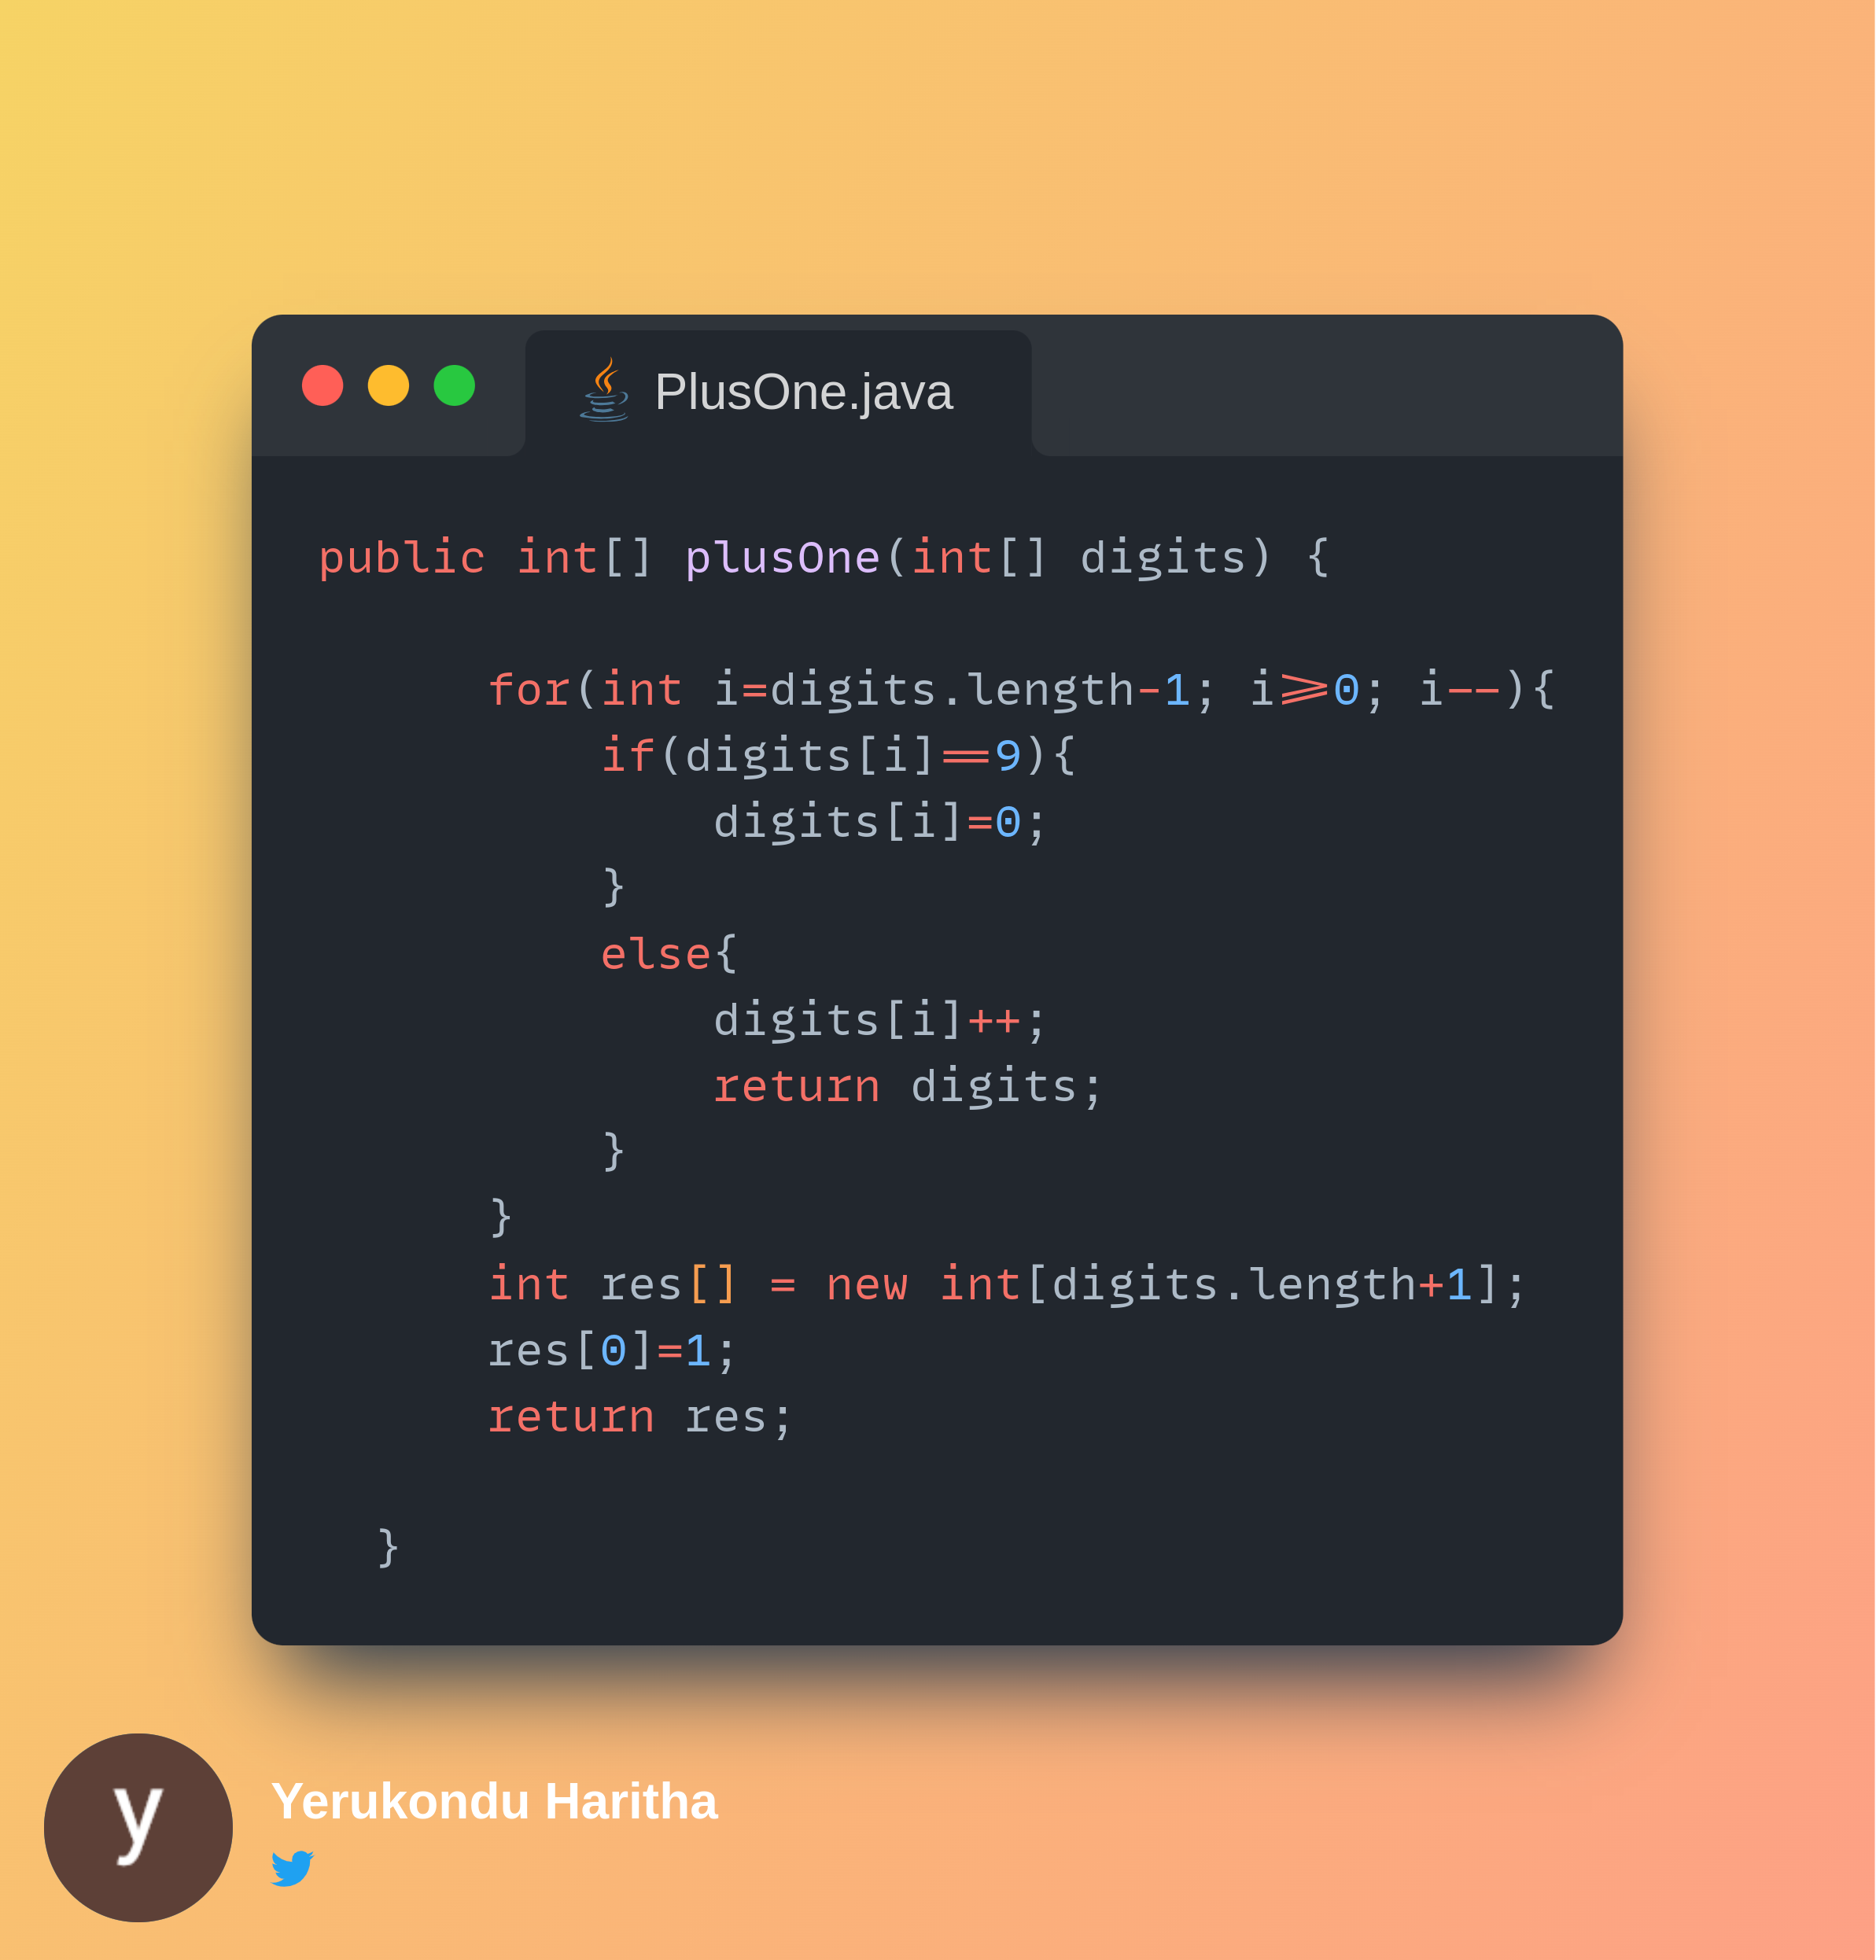 PlusOne.java
public int[] plusOne(int[] digits) {
for(int i=digits.length-1; i>=0; i--){
if(digits[i]==9){
digits[i]=0;
}
else{
digits[i]++;
return digits;
}
}
int res[] = new int[digits.length+1];
res[0]=1;
return res;
}
y
Yerukondu Haritha